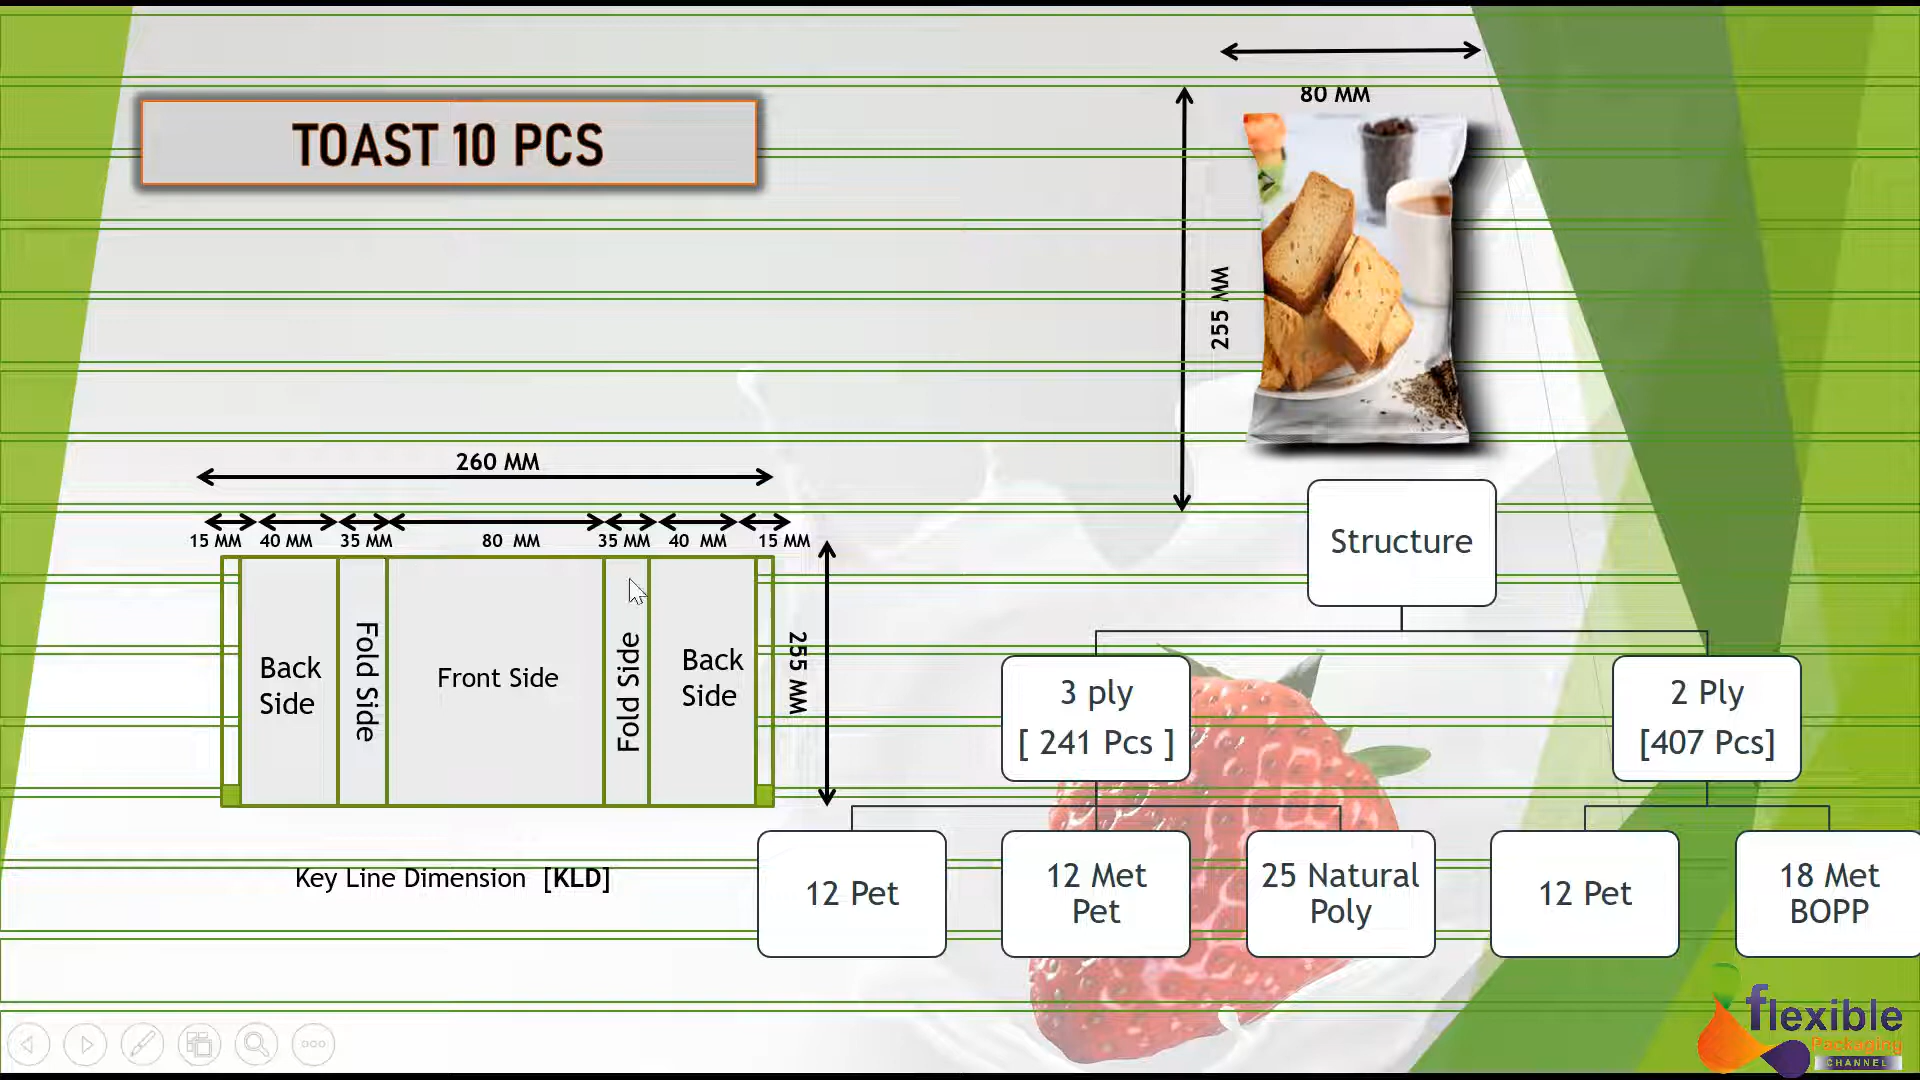 80 MM
TOAST 10 PCS
255 MM
260 MM
15 MM 40 MM 35 MM 80 MM 35 MM 40 MM 15 MM
Back
Side
Fold Side
Front Side
Fold Side
Back
Side
255 MM
Key Line Dimension [KLD]
Structure
3 ply
[ 241 Pcs ]
2 Ply
[407 Pcs]
12 Pet
12 Met
Pet
25 Natural
Poly
12 Pet
18 Met
BOPP
flexible
Packaging
CHANNEL